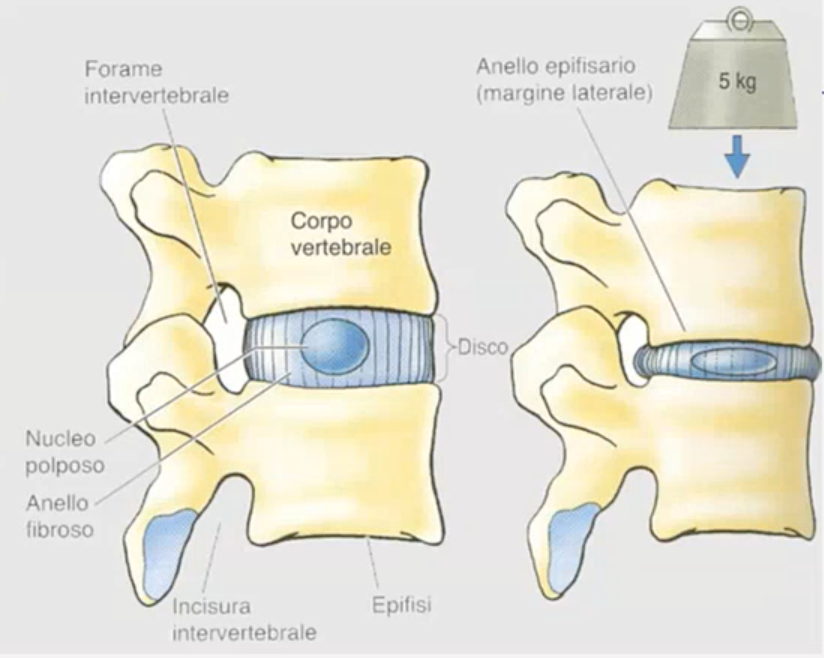 Forame
intervertebrale
Anello epifisario
(margine laterale)
5 kg
Corpo
vertebrale
Disco
Nucleo
polposo
Anello
fibroso
Incisura
intervertebrale
Epifisi